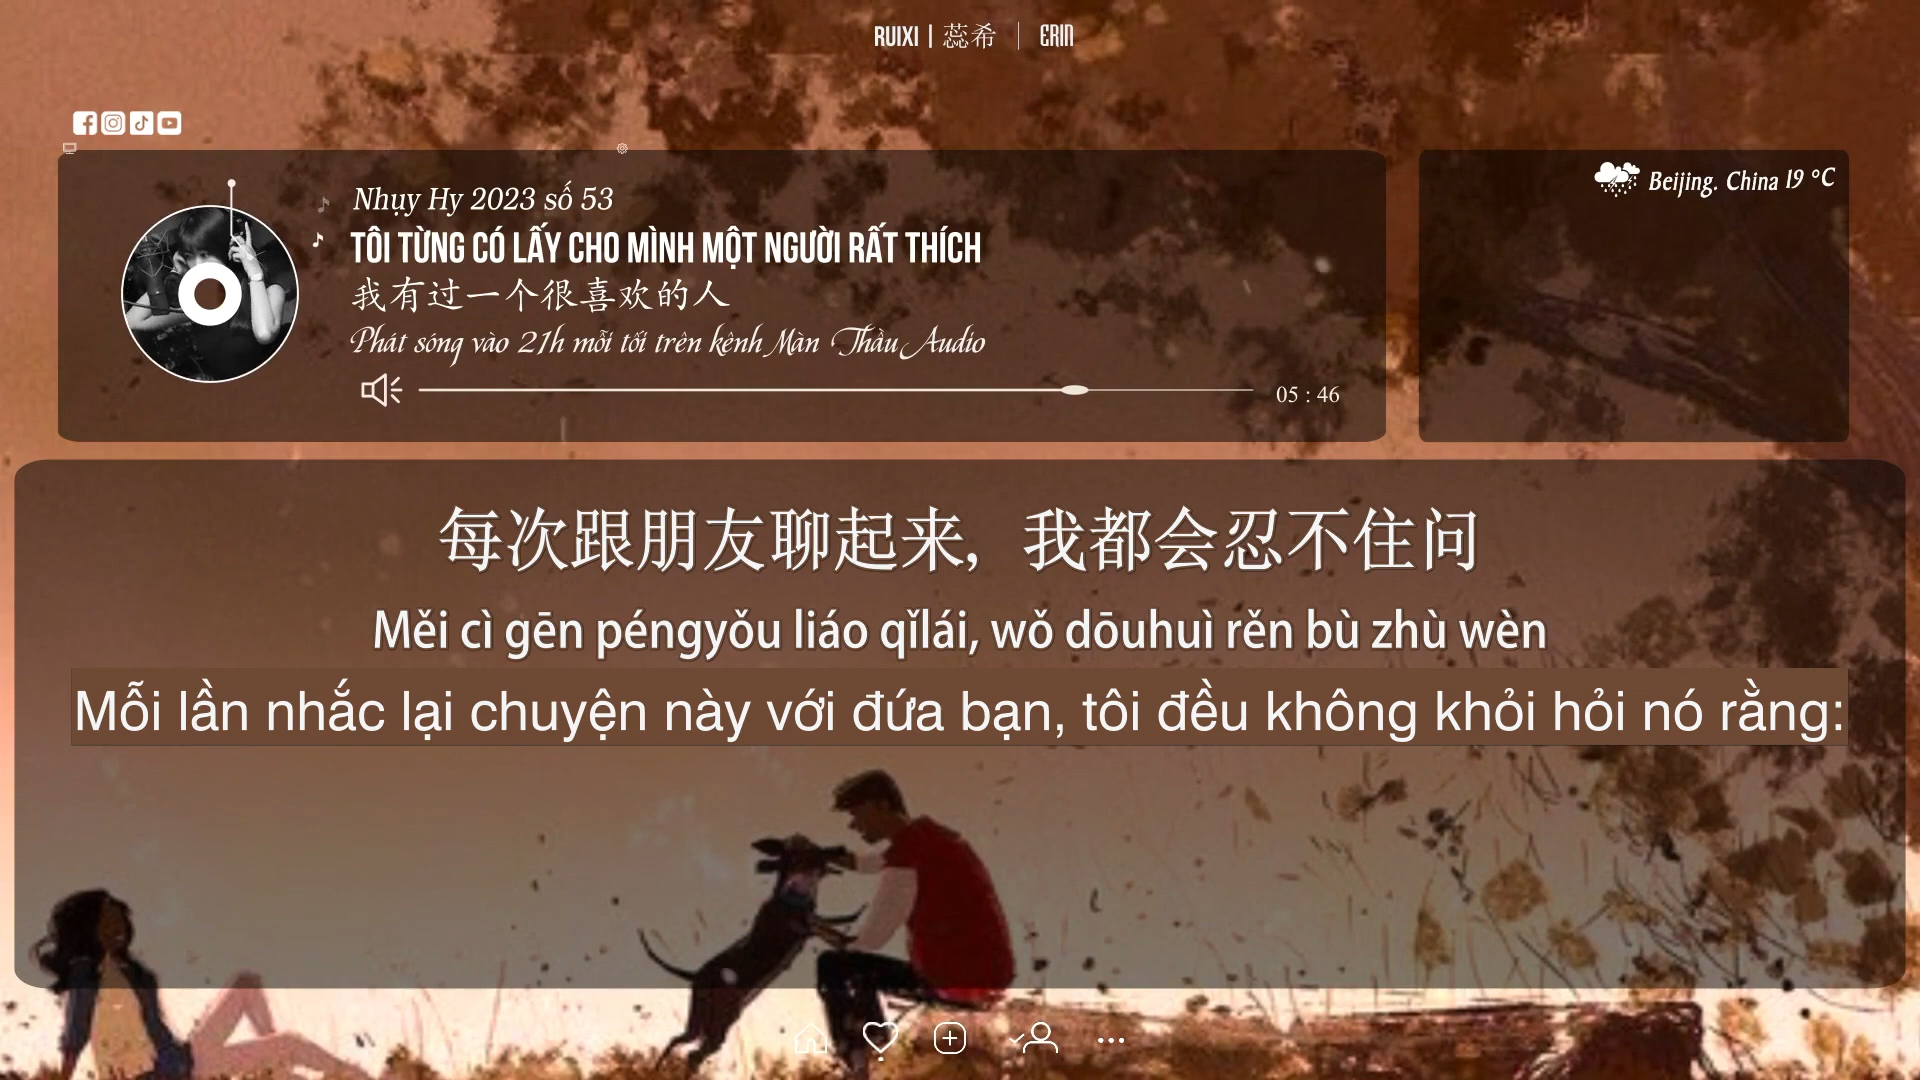 RUIXI | 蕊希 | ERIN
Nhụy Hy 2023 số 53
Beijing. China 19 °C
TÔI TỪNG CÓ LẤY CHO MÌNH MỘT NGƯỜI RẤT THÍCH
我有过一个很喜欢的人
Phát sóng vào 21h mỗi tối trên kênh Màn Thầu Audio
05 : 46
每次跟朋友聊起来，我都会忍不住问
Měi cì gēn péngyǒu liáo qǐlái, wǒ dōuhuì rěn bù zhù wèn
Mỗi lần nhắc lại chuyện này với đứa bạn, tôi đều không khỏi hỏi nó rằng: